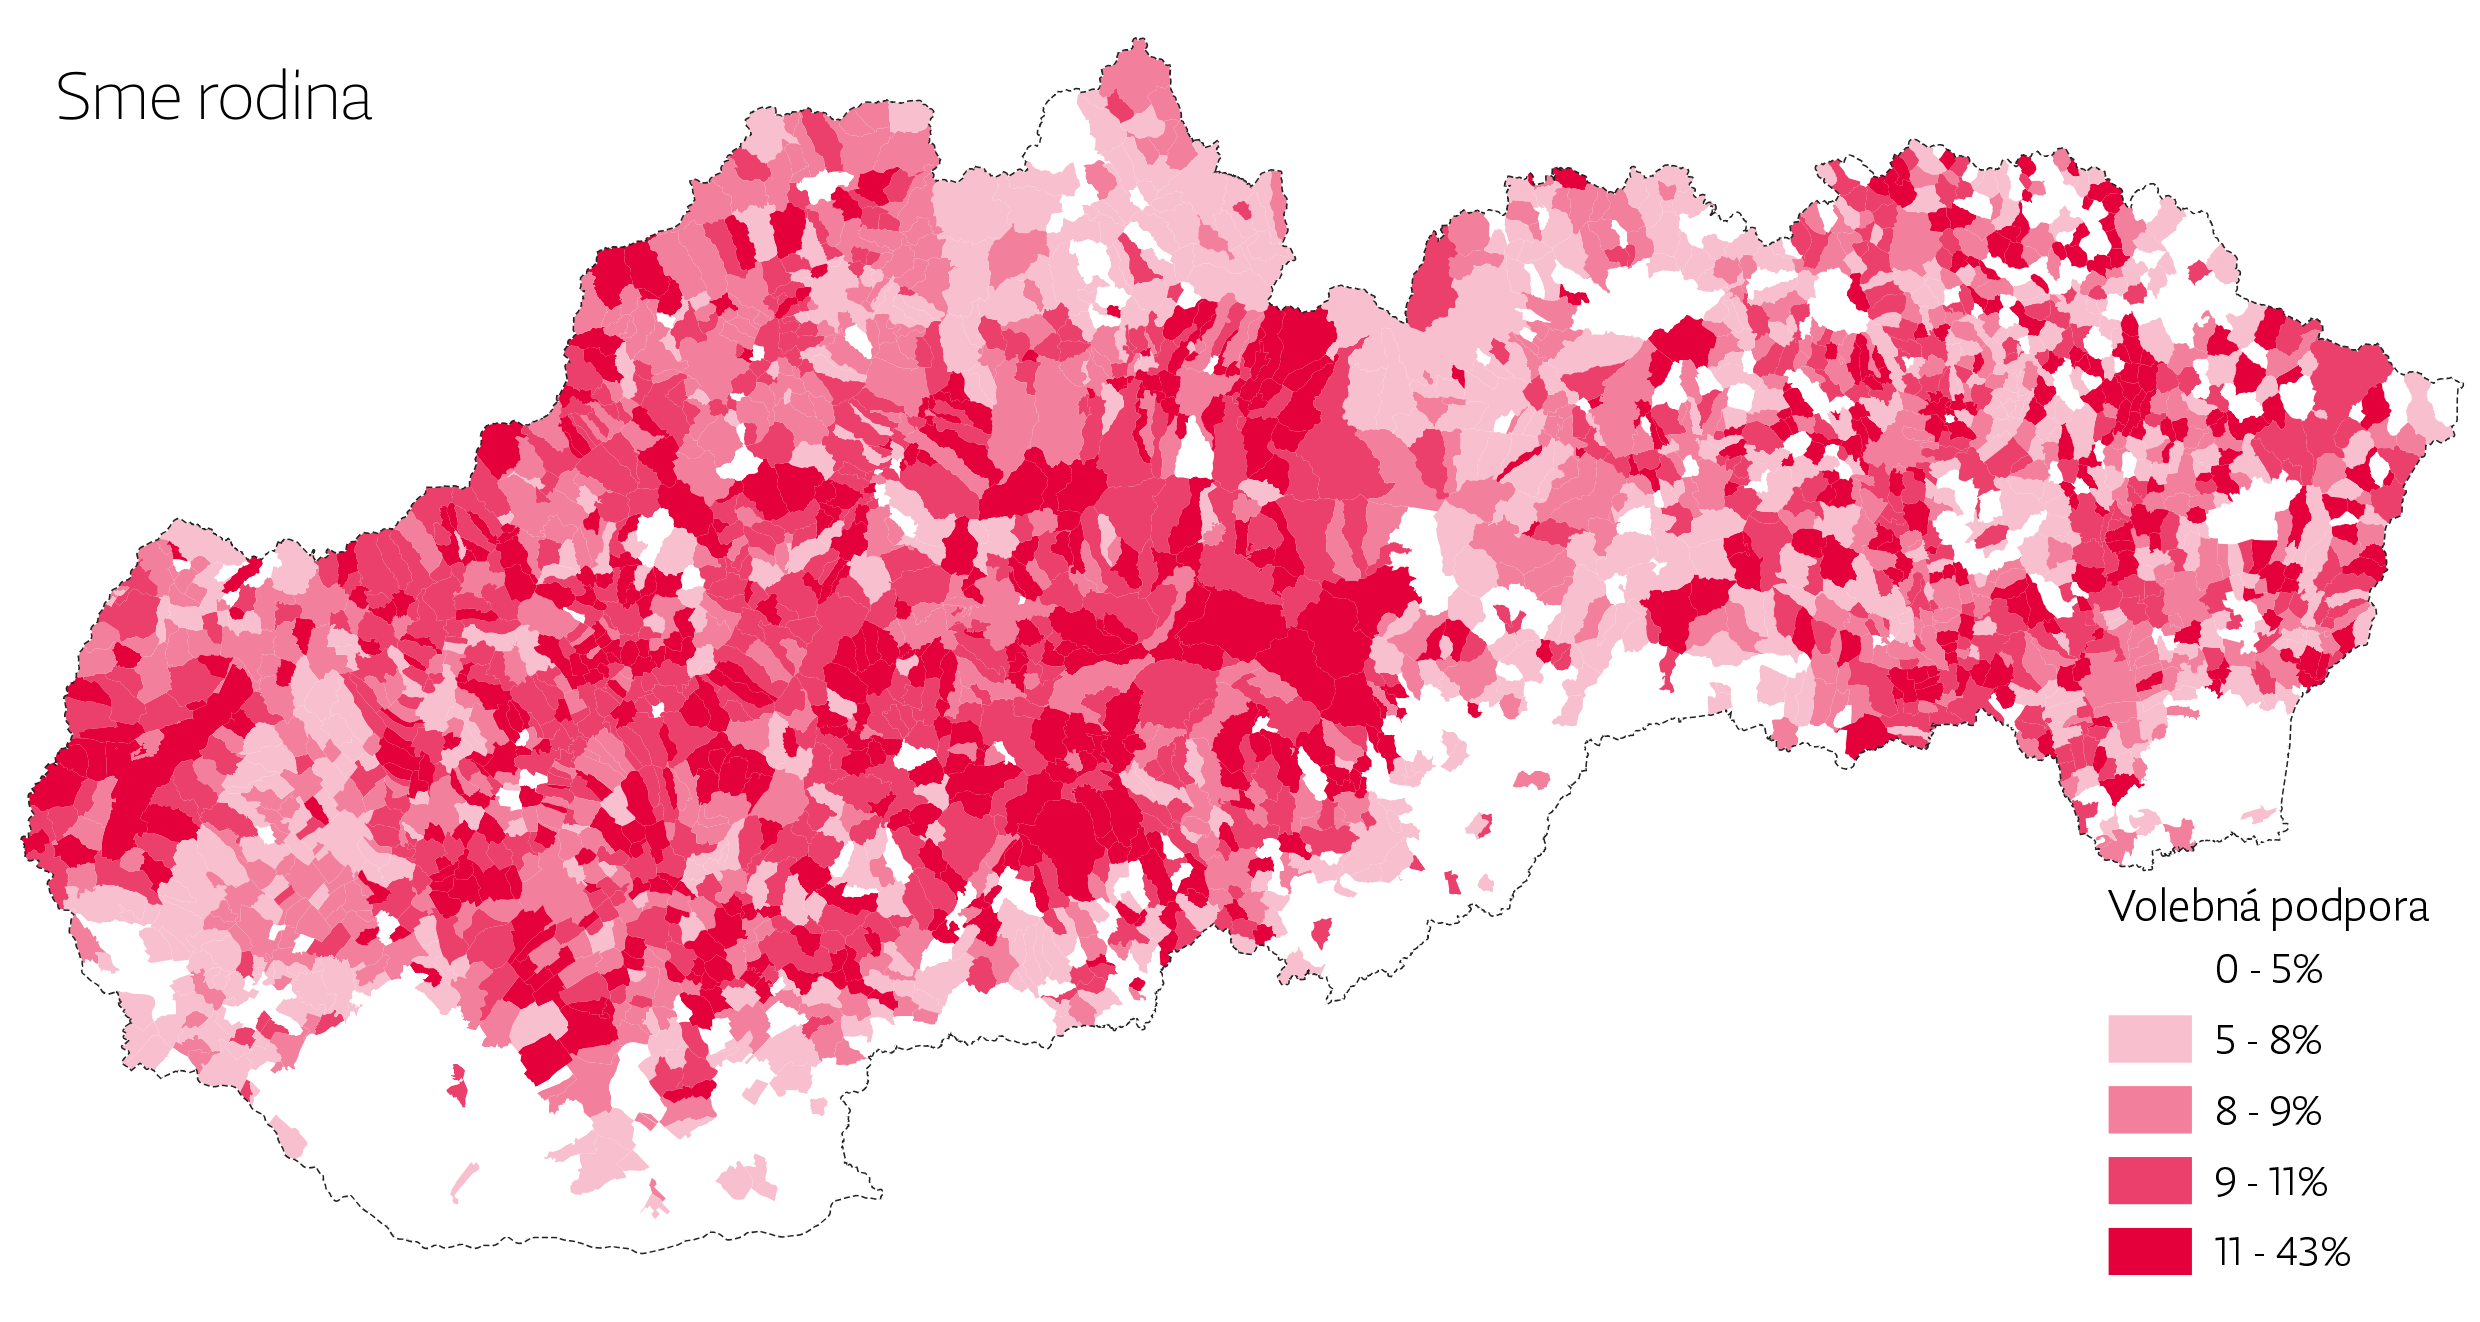 Sme rodina
Volebná podpora
0 - 5%
5 - 8%
8 - 9%
9 - 11%
11 - 43%